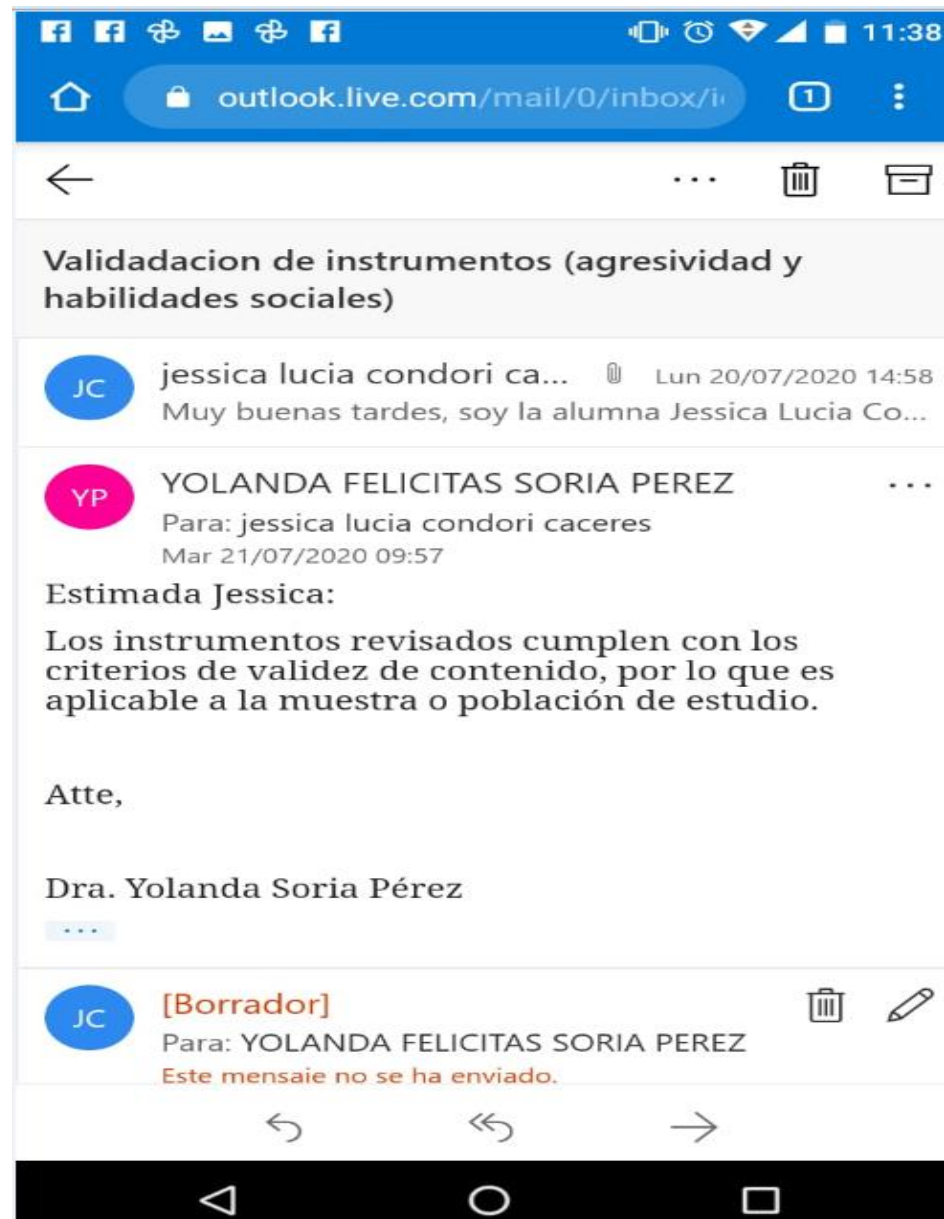 11:38
outlook.live.com/mail/0/inbox/i
1
Validadacion de instrumentos (agresividad y
habilidades sociales)
JC
jessica lucia condori ca... Lun 20/07/2020 14:58
Muy buenas tardes, soy la alumna Jessica Lucia Co...
YP
YOLANDA FELICITAS SORIA PEREZ
Para: jessica lucia condori caceres
Mar 21/07/2020 09:57
Estimada Jessica:
Los instrumentos revisados cumplen con los
criterios de validez de contenido, por lo que es
aplicable a la muestra o población de estudio.
Atte,
Dra. Yolanda Soria Pérez
...
JC
[Borrador]
Para: YOLANDA FELICITAS SORIA PEREZ
Este mensaje no se ha enviado.